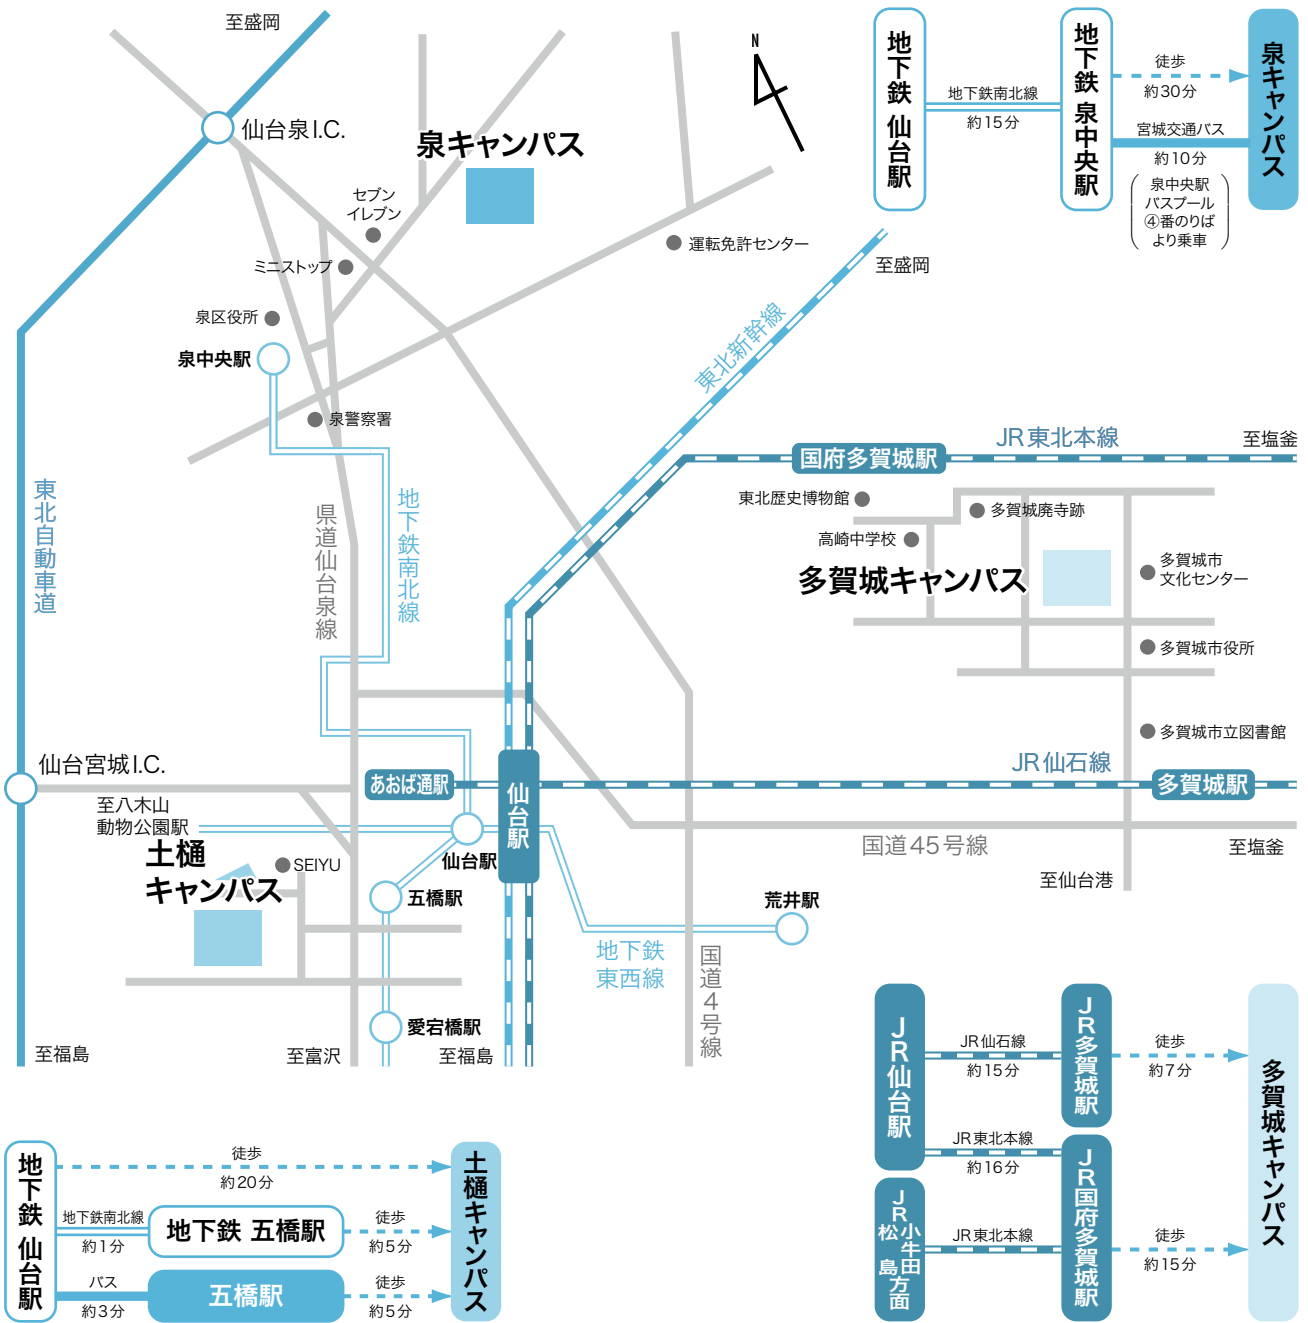 至盛岡
仙台泉I.C.
泉キャンパス
セブン
イレブン
ミニストップ
泉区役所
泉中央駅
泉警察署
運転免許センター
N
至盛岡
東北新幹線
地下鉄 仙台駅
地下鉄南北線
約15分
地下鉄 泉中央駅
徒歩
約30分
宮城交通バス
約10分
泉中央駅
バスプール
④番のりば
より乗車
泉キャンパス
東北自動車道
県道仙台泉線
地下鉄南北線
国府多賀城駅
JR東北本線
至塩釜
東北歴史博物館
多賀城廃寺跡
高崎中学校
多賀城キャンパス
多賀城市
文化センター
多賀城市役所
多賀城市立図書館
仙台宮城I.C.
あおば通駅
仙台駅
JR仙石線
多賀城駅
至八木山
動物公園駅
土樋
キャンパス
SEIYU
仙台駅
五橋駅
国道45号線
至塩釜
至仙台港
荒井駅
地下鉄
東西線
国道4号線
愛宕橋駅
至福島
至富沢
至福島
地下鉄 仙台駅
徒歩
約20分
地下鉄南北線
約1分
地下鉄 五橋駅
徒歩
約5分
バス
約3分
五橋駅
徒歩
約5分
土樋キャンパス
JR仙台駅
JR仙石線
約15分
JR多賀城駅
徒歩
約7分
JR東北本線
約16分
JR小牛田方面
松島
JR東北本線
JR国府多賀城駅
徒歩
約15分
多賀城キャンパス